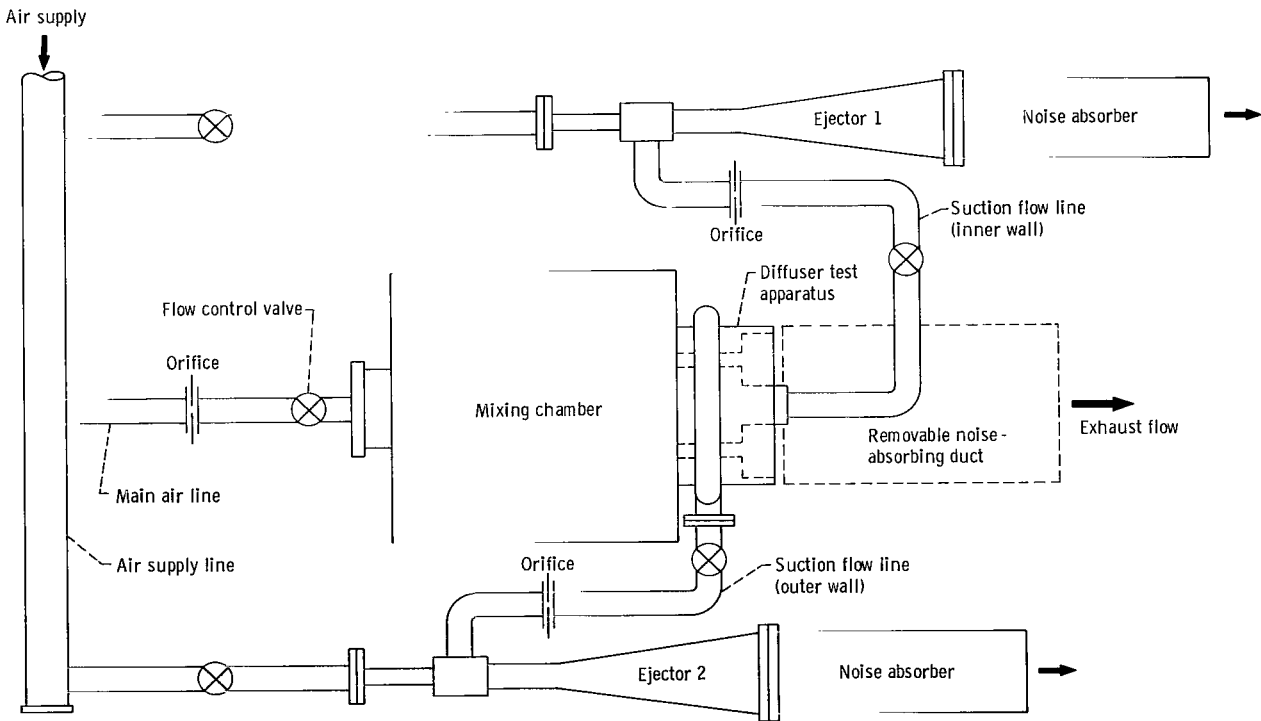 Air supply
Ejector 1
Noise absorber
Suction flow line
(inner wall)
Orifice
Diffuser test
apparatus
Flow control valve
Orifice
Mixing chamber
Exhaust flow
Removable noise-
absorbing duct
Main air line
Air supply line
Orifice
Suction flow line
(outer wall)
Ejector 2
Noise absorber